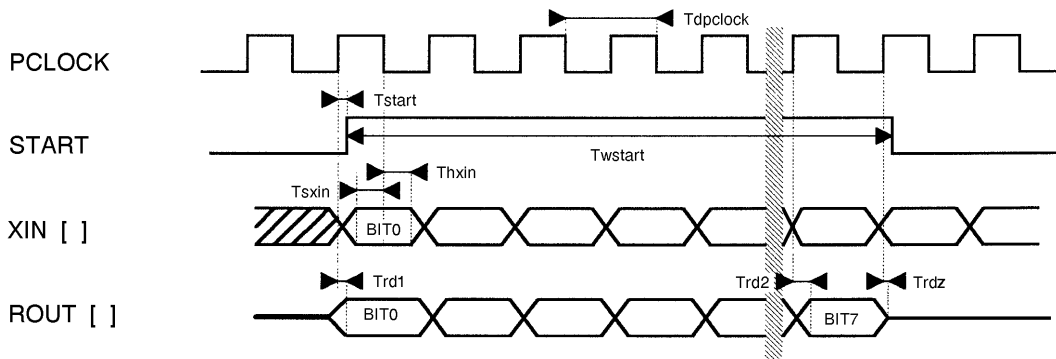 Tdpclock
PCLOCK
Tstart
START
Twstart
Thxin
Tsxin
XIN [ ]
BIT0
Trd1
Trd2
Trdz
ROUT [ ]
BIT0
BIT7